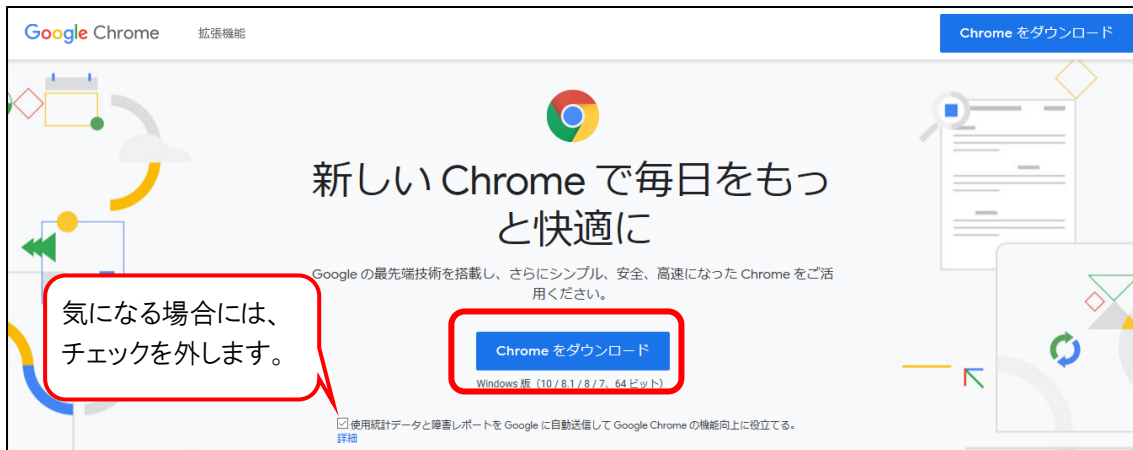 Google Chrome 拡張機能 Chrome をダウンロード
新しい Chrome で毎日をもっ
と快適に
Google の最先端技術を搭載し、さらにシンプル、安全、高速になった Chrome をご活
用ください。
気になる場合には、
チェックを外します。
Chrome をダウンロード
Windows 版（10 / 8.1 / 8 / 7、64 ビット）
使用統計データと障害レポートを Google に自動送信して Google Chrome の機能向上に役立てる。
詳細